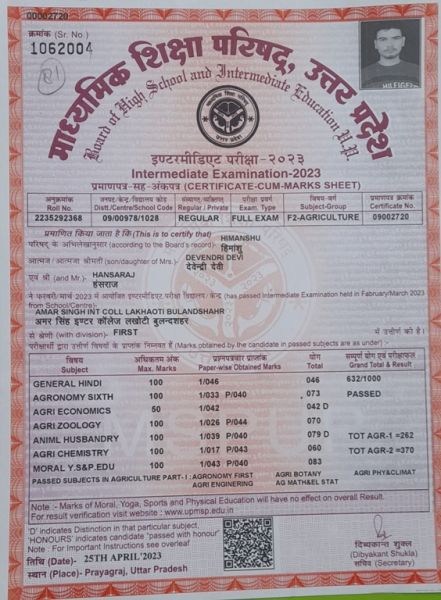 00002720
क्रमांक (Sr. No.)
1062004
माध्यमिक शिक्षा परिषद, उत्तर प्रदेश
Board of High School and Intermediate Education U.P.
इण्टरमीडिएट परीक्षा-२०२३
Intermediate Examination-2023
प्रमाणपत्र-सह-अंकपत्र (CERTIFICATE-CUM-MARKS SHEET)
अनुक्रमांक जनपद/केन्द्र/विद्यालय कोड संस्थागत/व्यक्तिगत परीक्षा प्रकार विषय-वर्ग प्रमाणपत्र क्रमांक
Roll No. Distt./Centre/School Code Regular / Private Exam. Type Subject-Group Certificate No.
2235292368 09/00978/1028 REGULAR FULL EXAM F2-AGRICULTURE 09002720
प्रमाणित किया जाता है कि (This is to certify that) HIMANSHU
परिषद् के अभिलेखानुसार (according to the Board's record) हिमांशु
DEVENDRI DEVI
आत्मज / आत्मजा श्रीमती (son/daughter of Mrs.) देवेन्द्री देवी
एवं श्री (and Mr.) HANSARAJ
हंसराज
ने फरवरी/मार्च 2023 में आयोजित इण्टरमीडिएट परीक्षा विद्यालय / केन्द्र (has passed Intermediate Examination held in Fabruary/March 2023
from School/Centre)
AMAR SINGH INT COLL LAKHAOTI BULANDSHAHR
अमर सिंह इण्टर कॉलेज लखोटी बुलन्दशहर
से श्रेणी (with division) FIRST में उत्तीर्ण की है।
परीक्षार्थी द्वारा उत्तीर्ण विषयों के प्राप्तांक निम्नवत् हैं (Marks obtained by the candidate in passed subjects are as under):
विषय अधिकतम अंक प्रश्नपत्रवार प्राप्तांक योग सम्पूर्ण योग एवं परीक्षाफल
Subject Max. Marks Paper-wise Obtained Marks Total Grand Total & Result
GENERAL HINDI 100 1/046 046 632/1000
AGRONOMY SIXTH 100 1/033 P/040 073 PASSED
AGRI ECONOMICS 50 1/042 042 D
AGRI ZOOLOGY 100 1/026 P/044 070
ANIML HUSBANDRY 100 1/039 P/040 079 D TOT AGR-1 =262
AGRI CHEMISTRY 100 1/017 P/043 060 TOT AGR-2 =370
MORAL Y.S&P.EDU 100 1/043 P/040 083
PASSED SUBJECTS IN AGRICULTURE PART- I : AGRONOMY FIRST AGRI BOTANY AGRI PHY&CLIMAT
AGRI ENGINERING AG MATH&EL STAT
Note :- Marks of Moral, Yoga, Sports and Physical Education will have no effect on overall Result.
For result verification visit website : www.upmsp.edu.in
'D' indicates Distinction in that particular subject,
'HONOURS' indicates candidate "passed with honour"
Note : For Important Instructions see overleaf
तिथि (Date)- 25TH APRIL'2023
स्थान (Place)- Prayagraj, Uttar Pradesh
दिब्यकान्त शुक्ल
(Dibyakant Shukla)
सचिव/Secretary